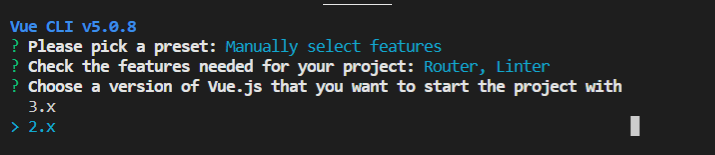 Vue CLI v5.0.8
? Please pick a preset: Manually select features
? Check the features needed for your project: Router, Linter
? Choose a version of Vue.js that you want to start the project with
3.x
> 2.x